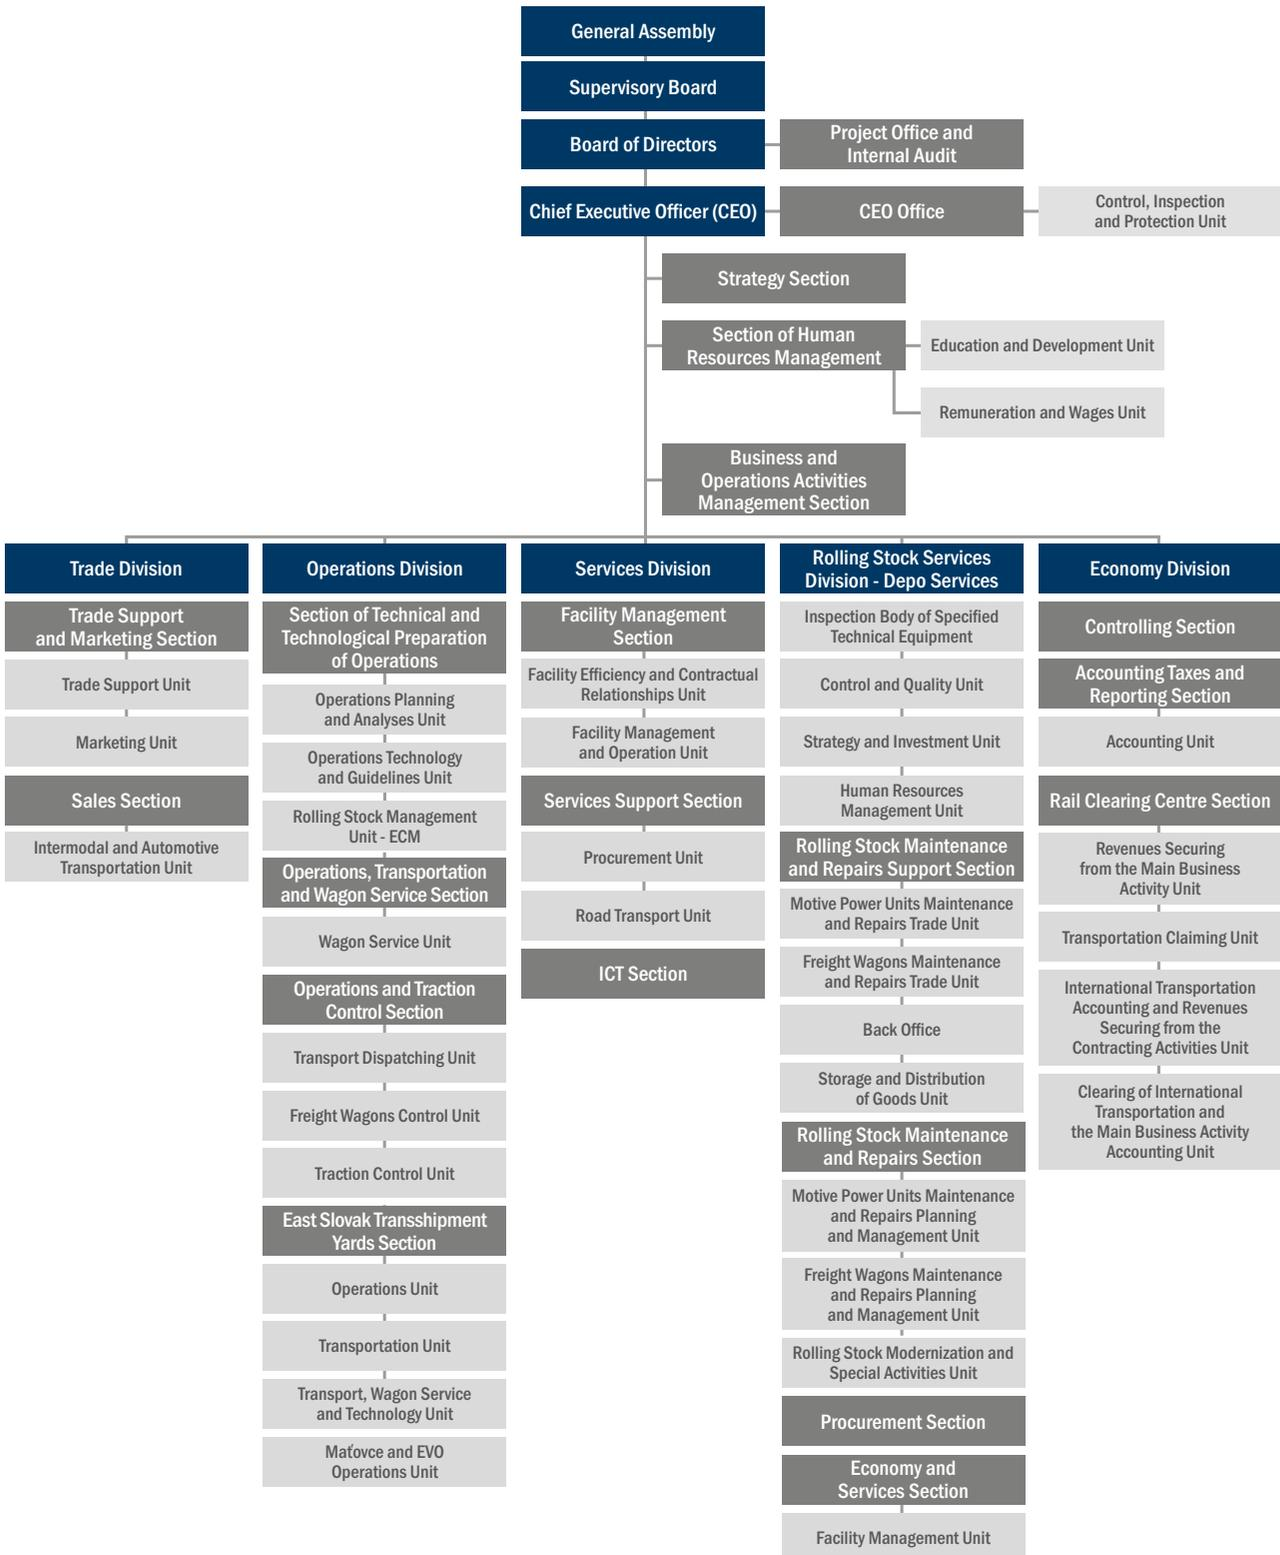 General Assembly
Supervisory Board
Board of Directors
Project Office and
Internal Audit
Chief Executive Officer (CEO)
CEO Office
Control, Inspection
and Protection Unit
Strategy Section
Section of Human
Resources Management
Education and Development Unit
Remuneration and Wages Unit
Business and
Operations Activities
Management Section
Trade Division
Trade Support
and Marketing Section
Trade Support Unit
Marketing Unit
Sales Section
Intermodal and Automotive
Transportation Unit
Operations Division
Section of Technical and
Technological Preparation
of Operations
Operations Planning
and Analyses Unit
Operations Technology
and Guidelines Unit
Rolling Stock Management
Unit - ECM
Operations, Transportation
and Wagon Service Section
Wagon Service Unit
Operations and Traction
Control Section
Transport Dispatching Unit
Freight Wagons Control Unit
Traction Control Unit
East Slovak Transshipment
Yards Section
Operations Unit
Transportation Unit
Transport, Wagon Service
and Technology Unit
Maťovce and EVO
Operations Unit
Services Division
Facility Management
Section
Facility Efficiency and Contractual
Relationships Unit
Facility Management
and Operation Unit
Services Support Section
Procurement Unit
Road Transport Unit
ICT Section
Rolling Stock Services
Division - Depo Services
Inspection Body of Specified
Technical Equipment
Control and Quality Unit
Strategy and Investment Unit
Human Resources
Management Unit
Rolling Stock Maintenance
and Repairs Support Section
Motive Power Units Maintenance
and Repairs Trade Unit
Freight Wagons Maintenance
and Repairs Trade Unit
Back Office
Storage and Distribution
of Goods Unit
Rolling Stock Maintenance
and Repairs Section
Motive Power Units Maintenance
and Repairs Planning
and Management Unit
Freight Wagons Maintenance
and Repairs Planning
and Management Unit
Rolling Stock Modernization and
Special Activities Unit
Procurement Section
Economy and
Services Section
Facility Management Unit
Economy Division
Controlling Section
Accounting Taxes and
Reporting Section
Accounting Unit
Rail Clearing Centre Section
Revenues Securing
from the Main Business
Activity Unit
Transportation Claiming Unit
International Transportation
Accounting and Revenues
Securing from the
Contracting Activities Unit
Clearing of International
Transportation and
the Main Business Activity
Accounting Unit